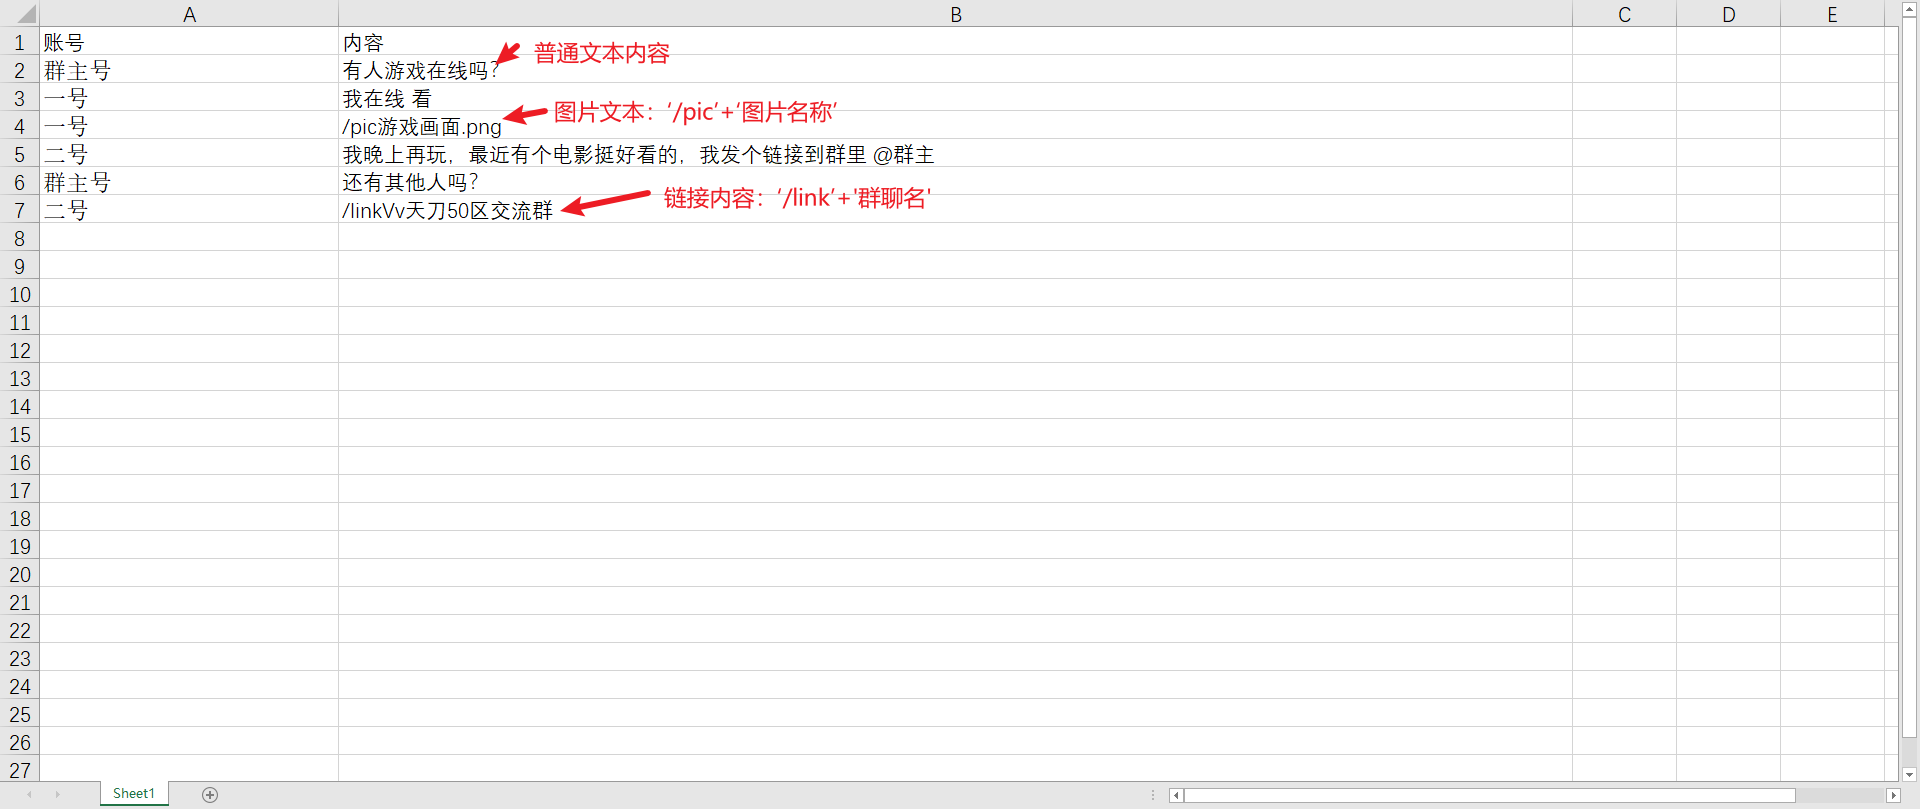 A B C D E
1 账号 内容
普通文本内容
2 群主号 有人游戏在线吗？
3 一号 我在线 看
图片文本：‘/pic’+‘图片名称’
4 一号 /pic游戏画面.png
5 二号 我晚上再玩，最近有个电影挺好看的，我发个链接到群里 @群主
6 群主号 还有其他人吗？
链接内容：‘/link’+'群聊名'
7 二号 /linkVv天刀50区交流群
8
9
10
11
12
13
14
15
16
17
18
19
20
21
22
23
24
25
26
27
Sheet1